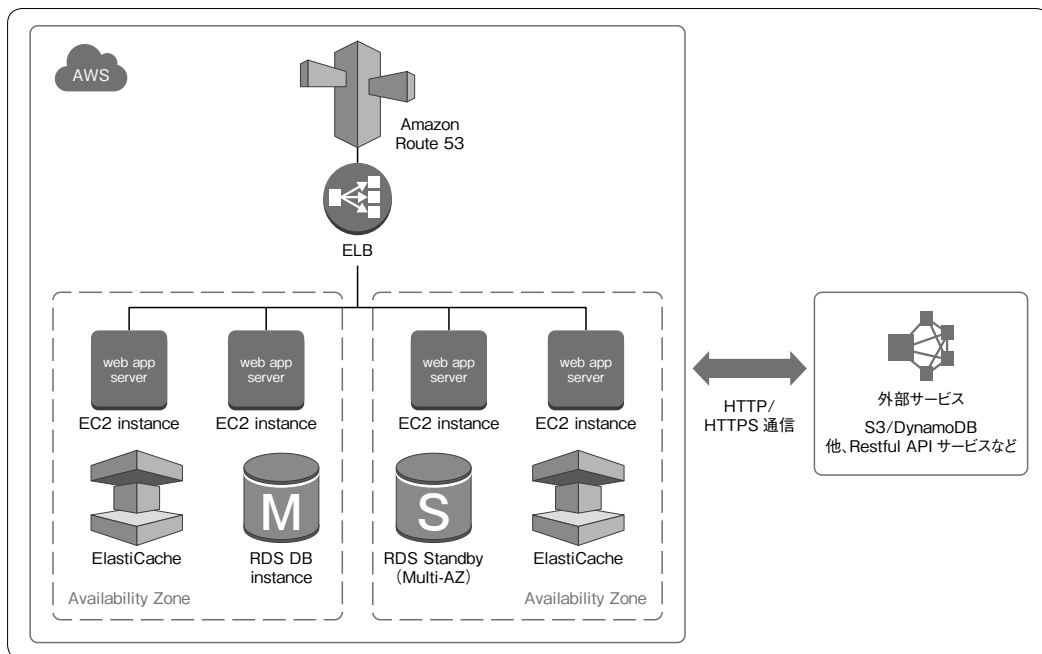 AWS
Amazon
Route 53
ELB
web app
server
web app
server
web app
server
web app
server
EC2 instance
EC2 instance
EC2 instance
EC2 instance
M
S
ElastiCache
RDS DB
instance
RDS Standby
（Multi-AZ）
ElastiCache
Availability Zone
Availability Zone
HTTP/
HTTPS 通信
外部サービス
S3/DynamoDB
他、Restful API サービスなど